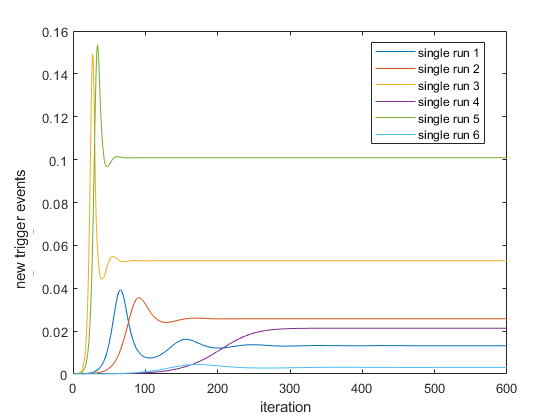 0.16
0.14
0.12
0.1
0.08
0.06
0.04
0.02
0
new trigger events
single run 1
single run 2
single run 3
single run 4
single run 5
single run 6
0 100 200 300 400 500 600
iteration